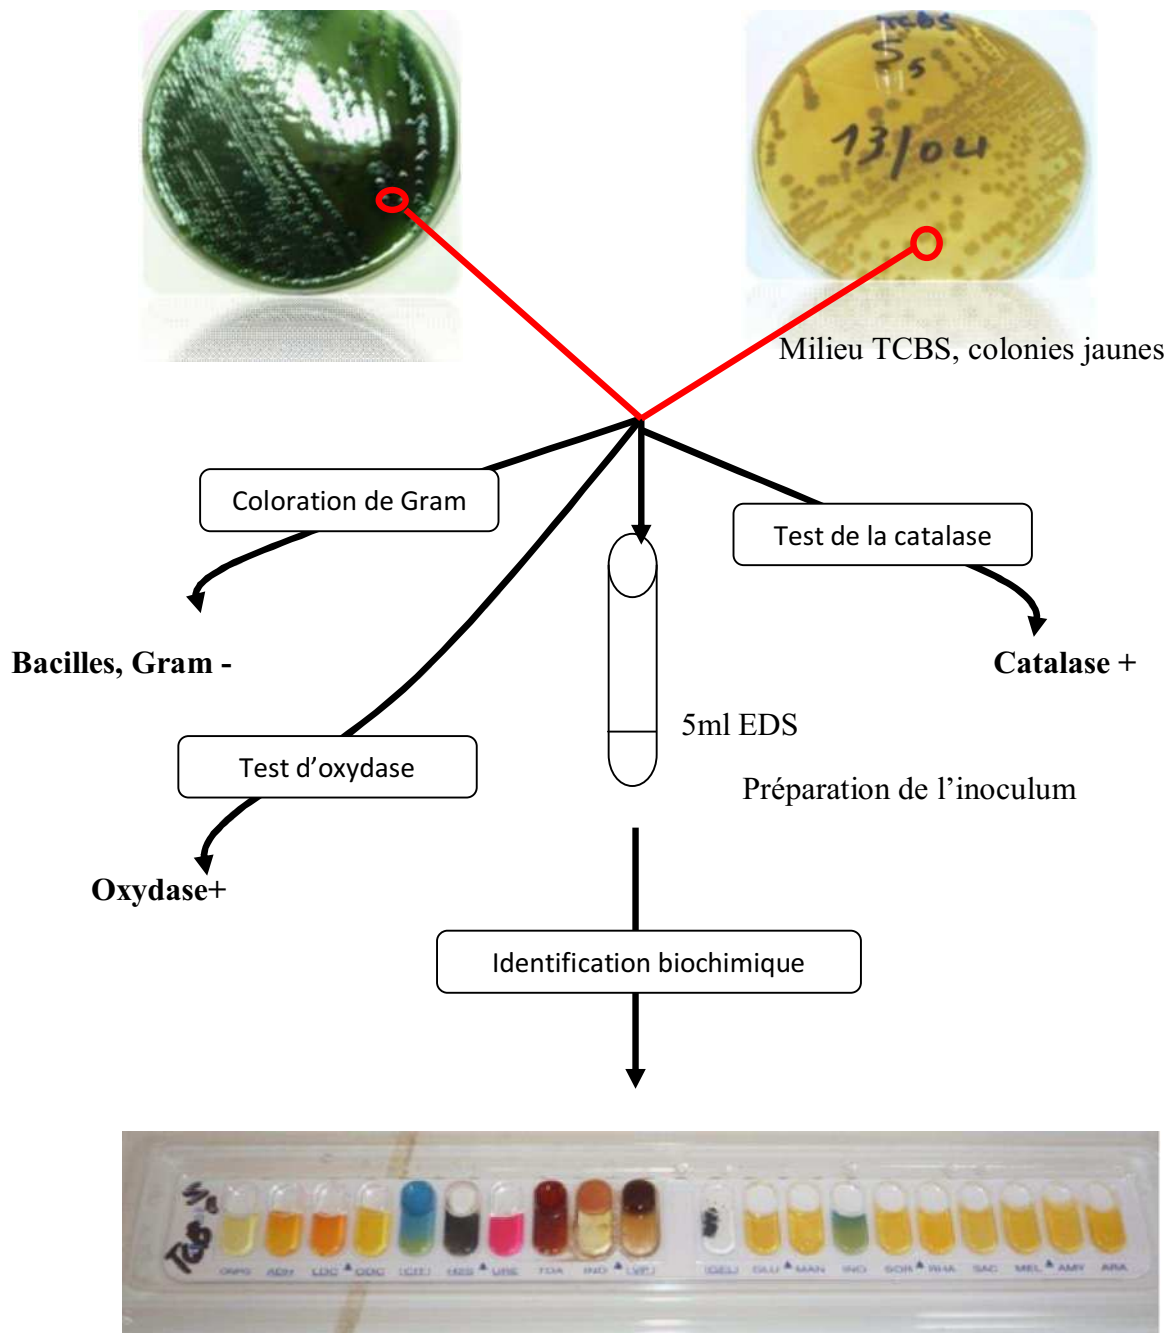 TCBS
S5
13/04
Milieu TCBS, colonies jaunes
Coloration de Gram
Test de la catalase
Bacilles, Gram -
Catalase +
5ml EDS
Test d’oxydase
Préparation de l’inoculum
Oxydase+
Identification biochimique
TCBS
ONPG ADH LDC ODC |CIT| H2S URE TDA IND |VP| |GEL| GLU MAN INO SOR RHA SAC MEL AMY ARA